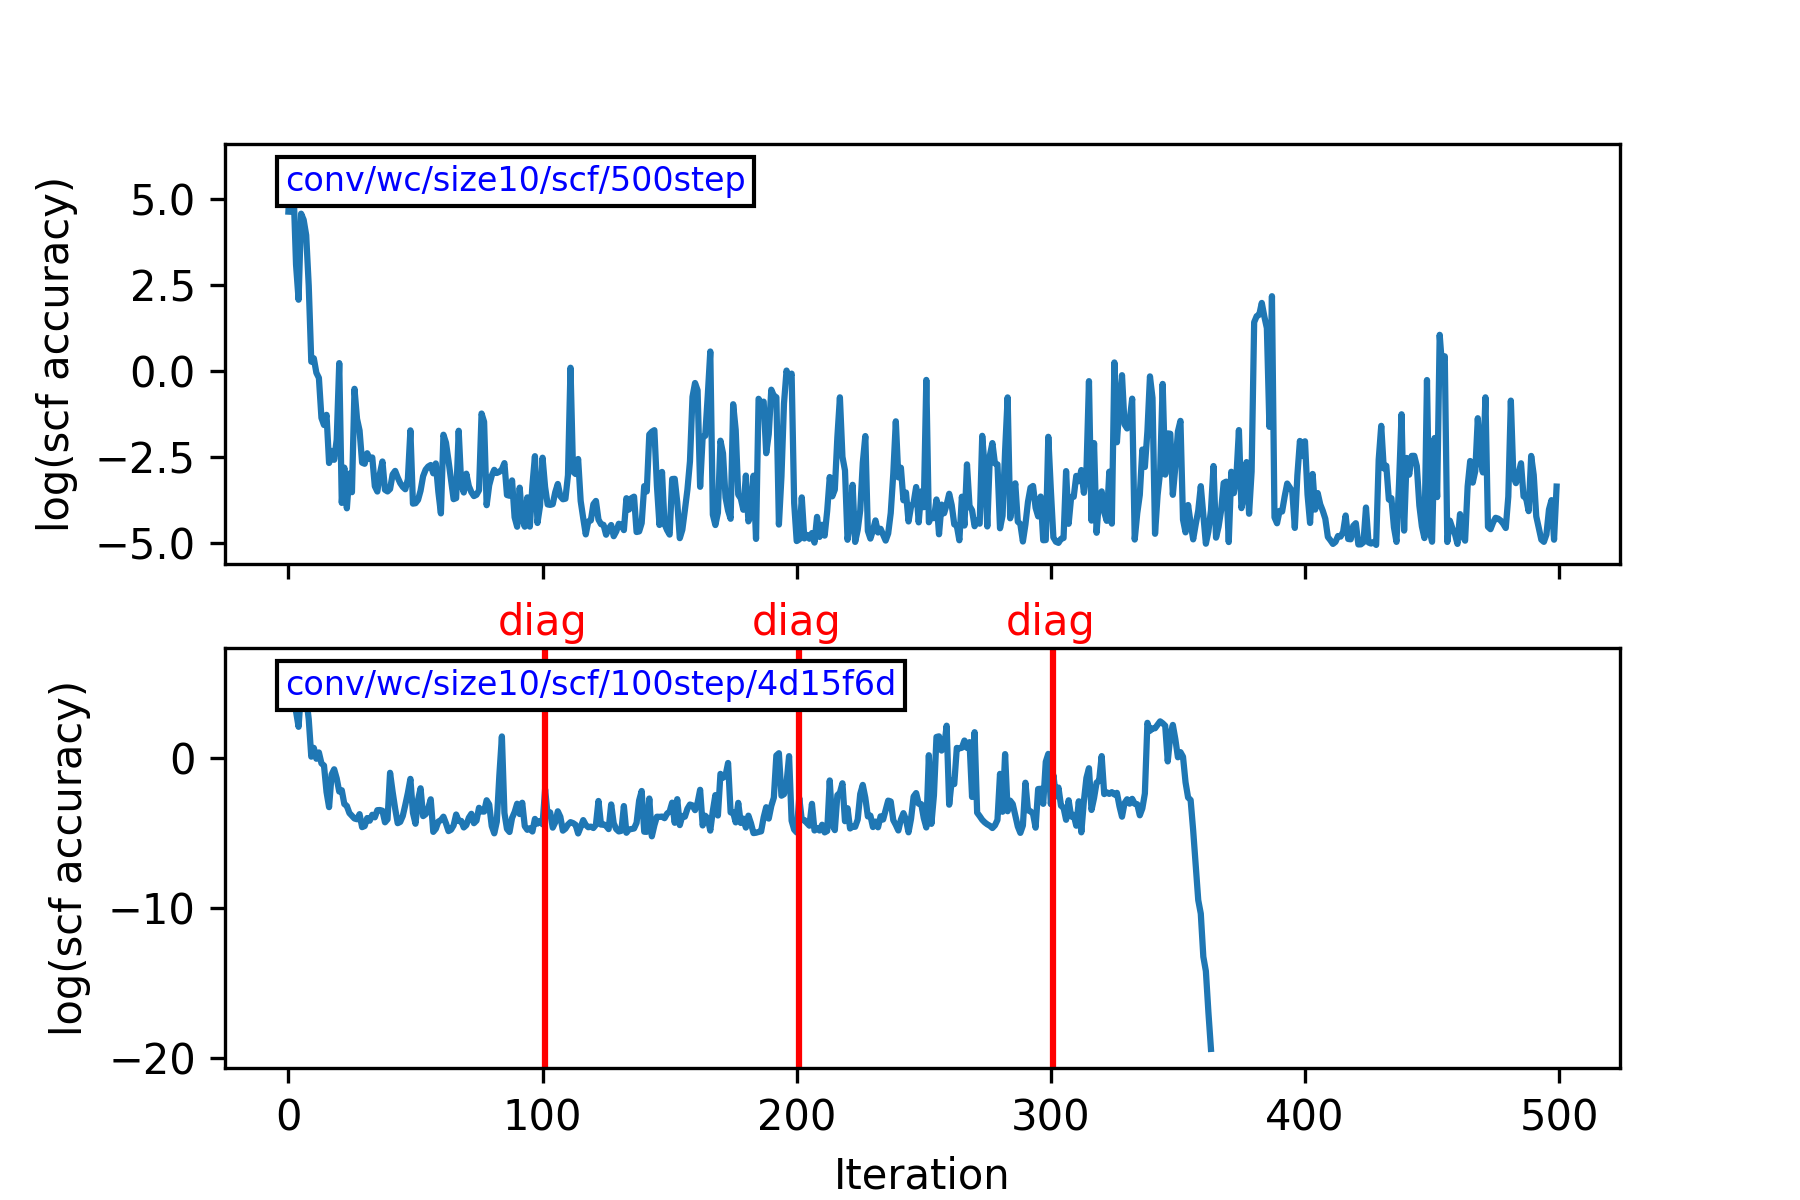 log(scf accuracy)
5.0
2.5
0.0
−2.5
−5.0
conv/wc/size10/scf/500step
diag diag diag
log(scf accuracy)
0
−10
−20
conv/wc/size10/scf/100step/4d15f6d
0 100 200 300 400 500
Iteration